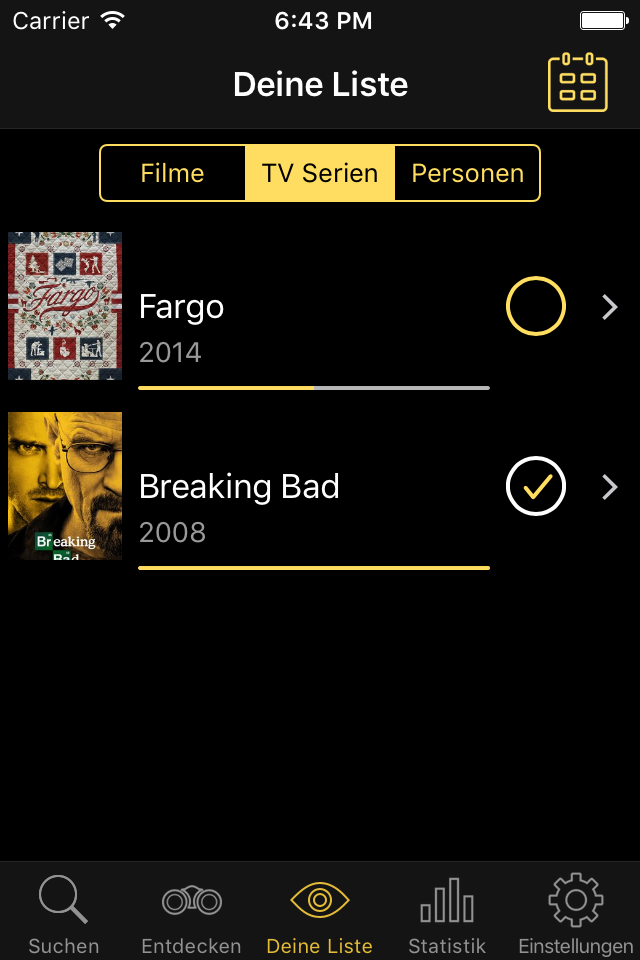 Carrier 6:43 PM
Deine Liste
Filme TV Serien Personen
Fargo
Fargo
2014
Breaking Bad
2008
Breaking
Bad
Suchen Entdecken Deine Liste Statistik Einstellungen